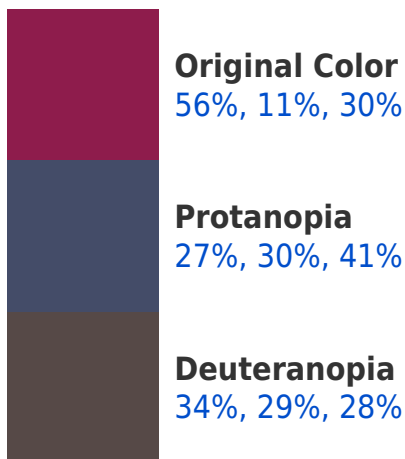 Original Color
56%, 11%, 30%
Protanopia
27%, 30%, 41%
Deuteranopia
34%, 29%, 28%